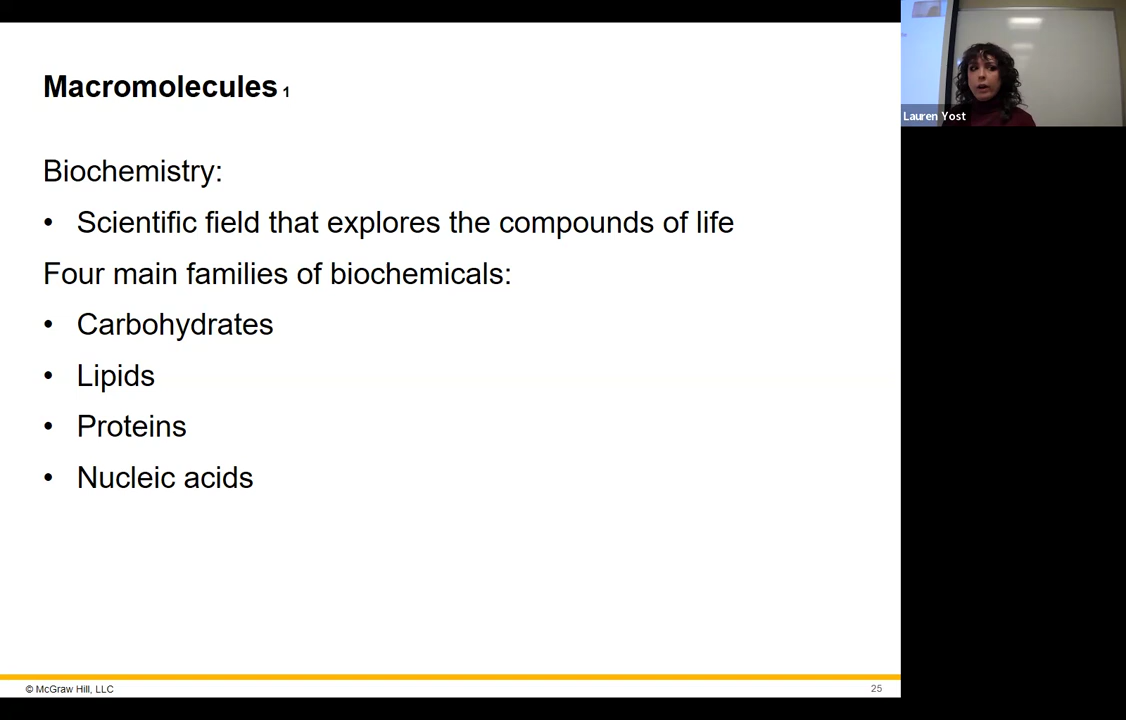 Macromolecules 1
Lauren Yost
Biochemistry:
• Scientific field that explores the compounds of life
Four main families of biochemicals:
• Carbohydrates
• Lipids
• Proteins
• Nucleic acids
© McGraw Hill, LLC
25